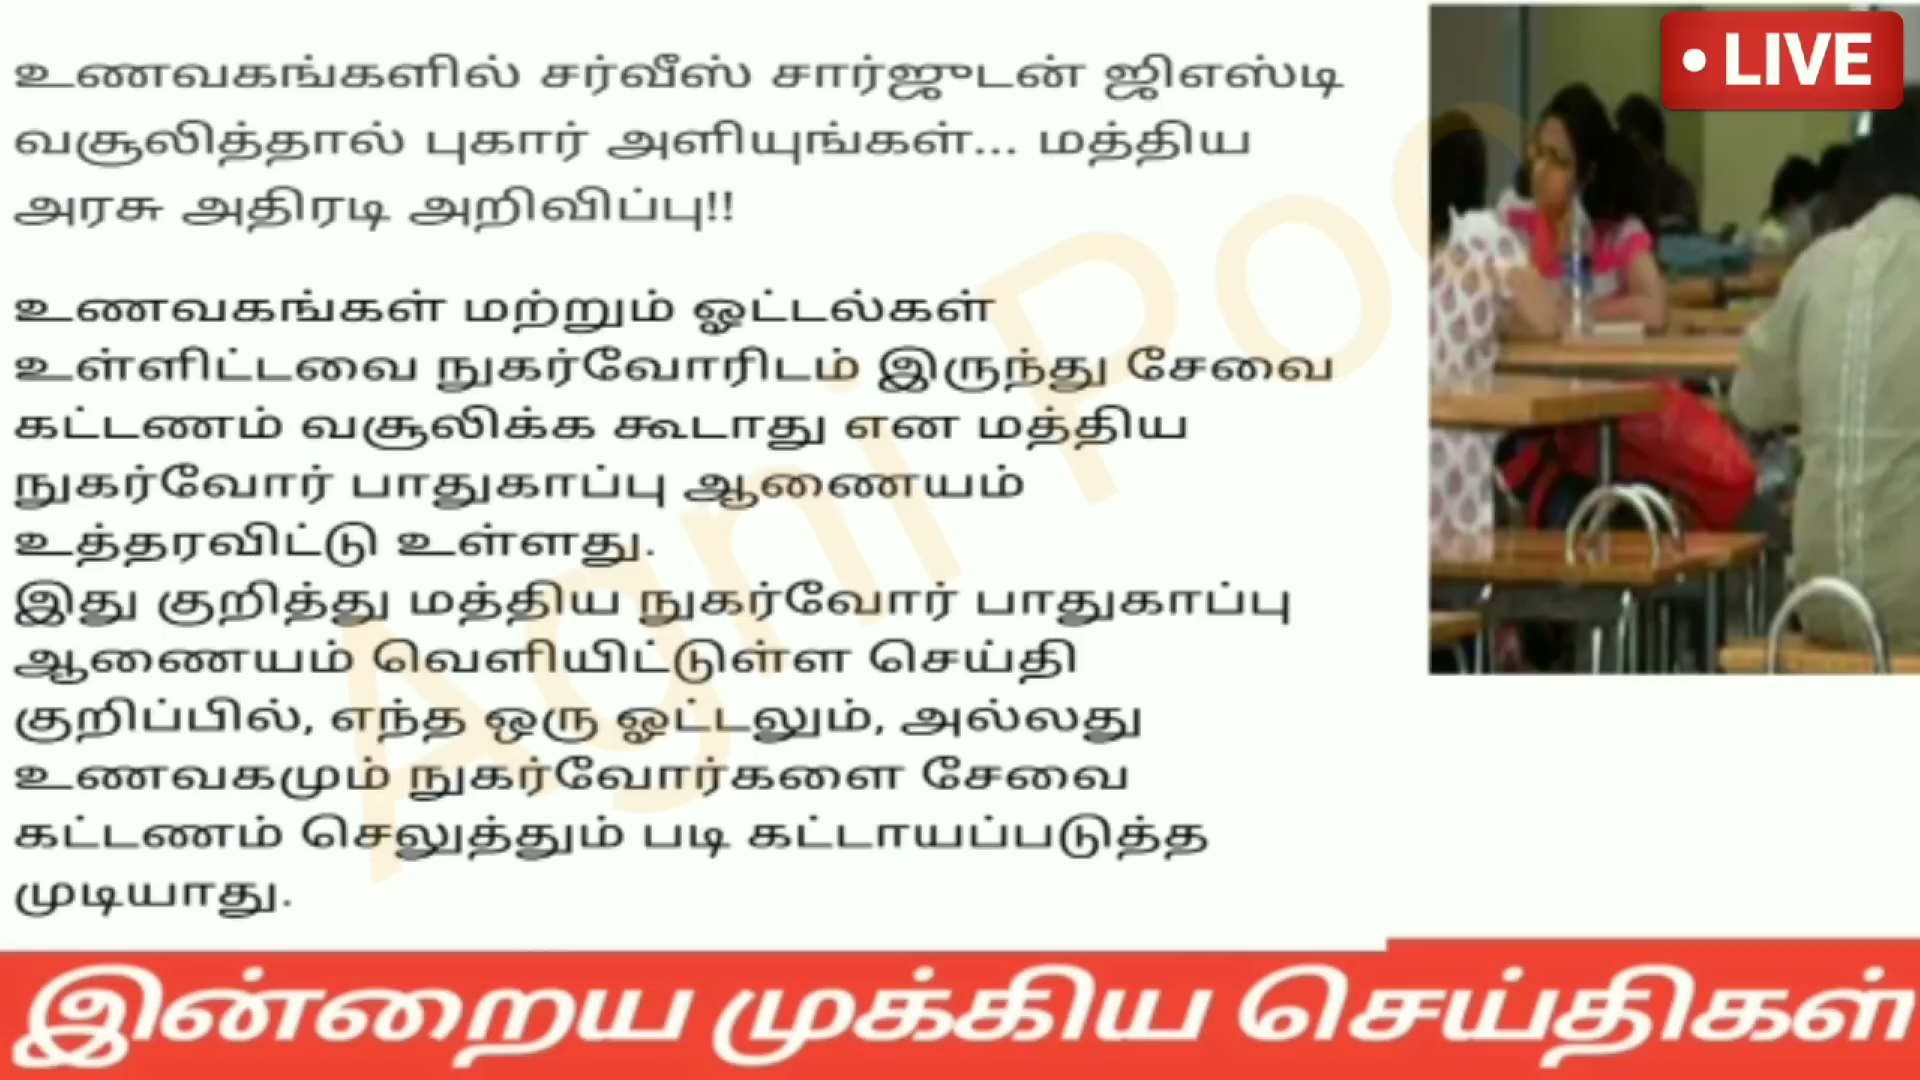 உணவகங்களில் சர்வீஸ் சார்ஜுடன் ஜிஎஸ்டி
வசூலித்தால் புகார் அளியுங்கள்... மத்திய
அரசு அதிரடி அறிவிப்பு!!
உணவகங்கள் மற்றும் ஓட்டல்கள்
உள்ளிட்டவை நுகர்வோரிடம் இருந்து சேவை
கட்டணம் வசூலிக்க கூடாது என மத்திய
நுகர்வோர் பாதுகாப்பு ஆணையம்
உத்தரவிட்டு உள்ளது.
இது குறித்து மத்திய நுகர்வோர் பாதுகாப்பு
ஆணையம் வெளியிட்டுள்ள செய்தி
குறிப்பில், எந்த ஒரு ஓட்டலும், அல்லது
உணவகமும் நுகர்வோர்களை சேவை
கட்டணம் செலுத்தும் படி கட்டாயப்படுத்த
முடியாது.
• LIVE
Agni Pos
இன்றைய முக்கிய செய்திகள்